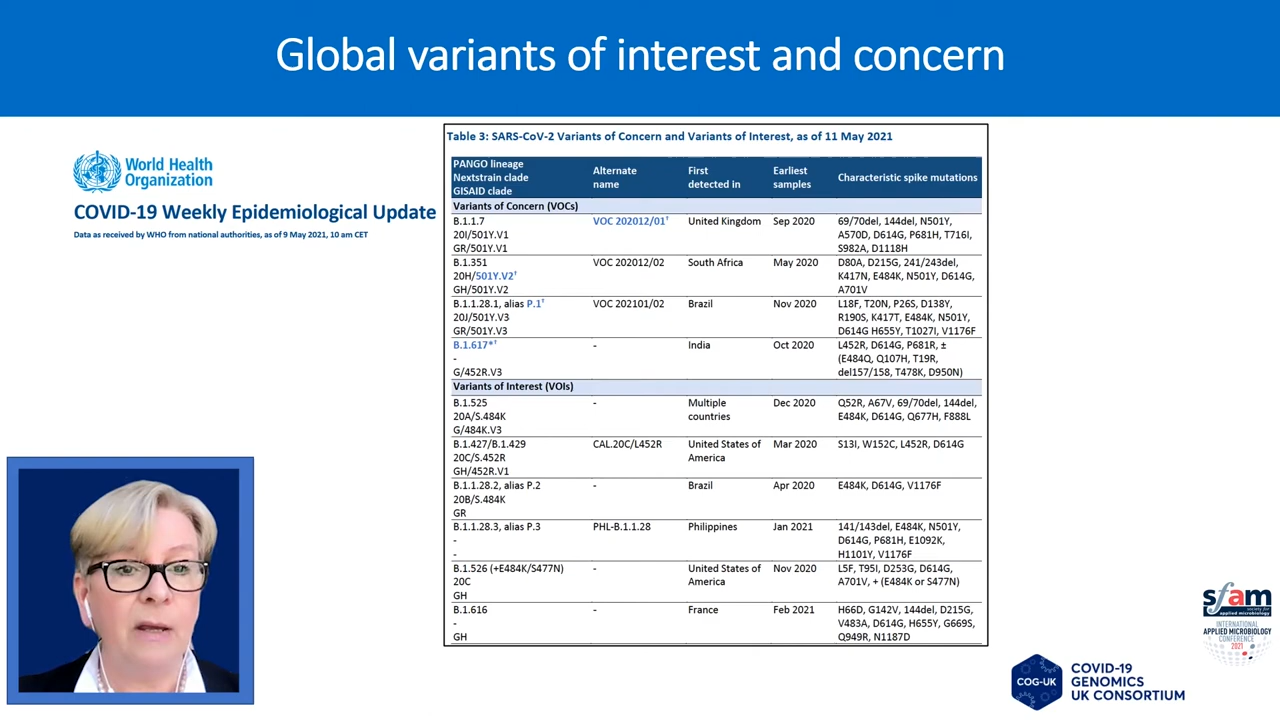 Global variants of interest and concern
World Health
Organization
COVID-19 Weekly Epidemiological Update
Data as received by WHO from national authorities, as of 9 May 2021, 10 am CET
Table 3: SARS-CoV-2 Variants of Concern and Variants of Interest, as of 11 May 2021
PANGO lineage
Nextstrain clade
GISAID clade
Alternate
name
First
detected in
Earliest
samples
Characteristic spike mutations
Variants of Concern (VOCs)
B.1.1.7
20I/501Y.V1
GR/501Y.V1
VOC 202012/01†
United Kingdom
Sep 2020
69/70del, 144del, N501Y,
A570D, D614G, P681H, T716I,
S982A, D1118H
B.1.351
20H/501Y.V2†
GH/501Y.V2
VOC 202012/02
South Africa
May 2020
D80A, D215G, 241/243del,
K417N, E484K, N501Y, D614G,
A701V
B.1.1.28.1, alias P.1†
20J/501Y.V3
GR/501Y.V3
VOC 202101/02
Brazil
Nov 2020
L18F, T20N, P26S, D138Y,
R190S, K417T, E484K, N501Y,
D614G H655Y, T1027I, V1176F
B.1.617*†
-
G/452R.V3
-
India
Oct 2020
L452R, D614G, P681R, ±
(E484Q, Q107H, T19R,
del157/158, T478K, D950N)
Variants of Interest (VOIs)
B.1.525
20A/S.484K
G/484K.V3
-
Multiple
countries
Dec 2020
Q52R, A67V, 69/70del, 144del,
E484K, D614G, Q677H, F888L
B.1.427/B.1.429
20C/S.452R
GH/452R.V1
CAL.20C/L452R
United States of
America
Mar 2020
S13I, W152C, L452R, D614G
B.1.1.28.2, alias P.2
20B/S.484K
GR
-
Brazil
Apr 2020
E484K, D614G, V1176F
B.1.1.28.3, alias P.3
-
-
PHL-B.1.1.28
Philippines
Jan 2021
141/143del, E484K, N501Y,
D614G, P681H, E1092K,
H1101Y, V1176F
B.1.526 (+E484K/S477N)
20C
GH
-
United States of
America
Nov 2020
L5F, T95I, D253G, D614G,
A701V, + (E484K or S477N)
B.1.616
-
GH
-
France
Feb 2021
H66D, G142V, 144del, D215G,
V483A, D614G, H655Y, G669S,
Q949R, N1187D
sfam
society for
applied microbiology
INTERNATIONAL
APPLIED MICROBIOLOGY
CONFERENCE
2021
COG-UK
COVID-19
GENOMICS
UK CONSORTIUM